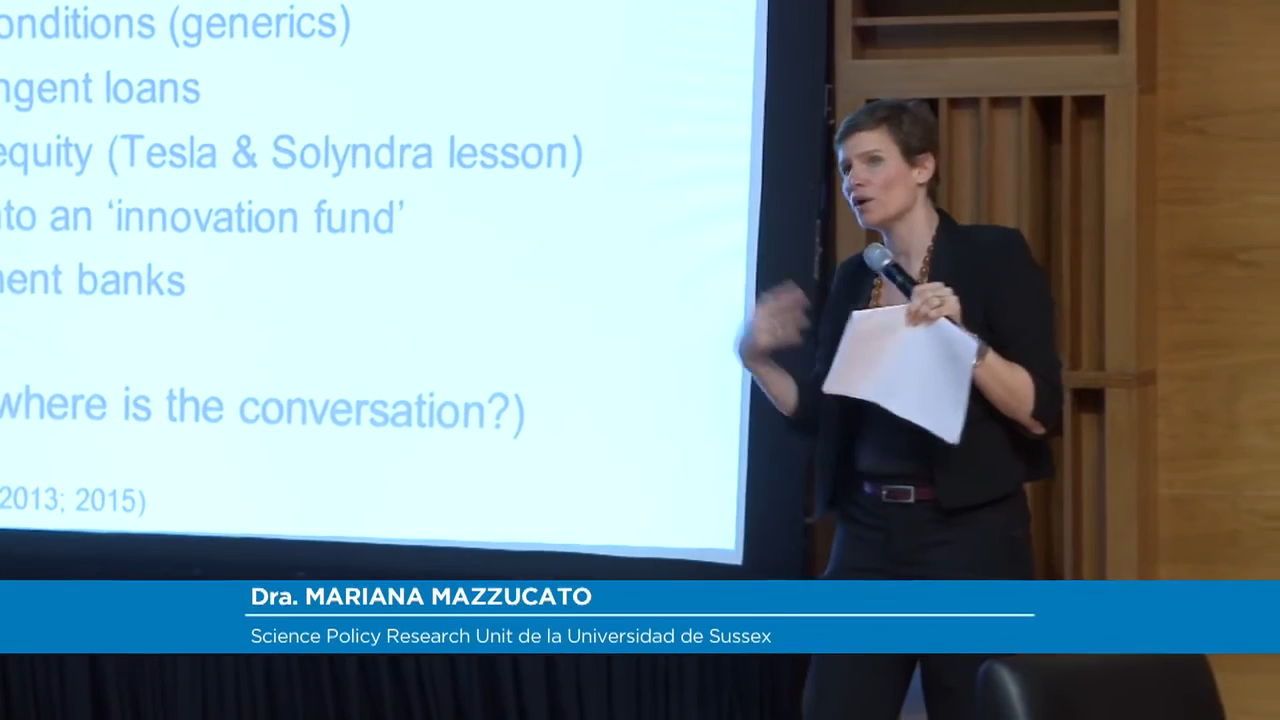 onditions (generics)
ngent loans
equity (Tesla & Solyndra lesson)
nto an ‘innovation fund’
nent banks
where is the conversation?)
2013; 2015)
Dra. MARIANA MAZZUCATO
Science Policy Research Unit de la Universidad de Sussex